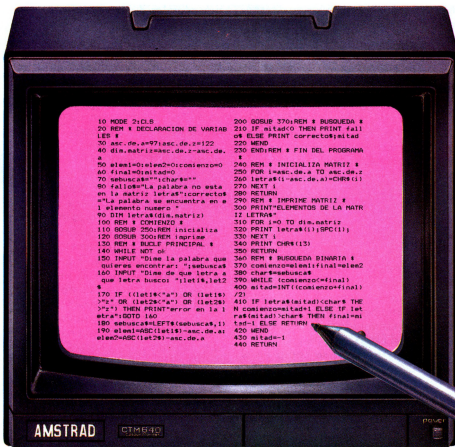 10 MODE 2:CLS
20 REM * DECLARACION DE VARIAB
LES *
30 asc.de.a=97:asc.de.z=122
40 dim.matriz=asc.de.z-asc.de.
a
50 elem1=0:elem2=0:comienzo=0
60 final=0:mitad=0
70 sebusca$="":char$=""
80 fallo$="La palabra no esta
en la matriz letra$":correcto$
="La palabra se encuentra en e
l elemento numero "
90 DIM letra$(dim.matriz)
100 REM * COMIENZO *
110 GOSUB 250:REM inicializa
120 GOSUB 300:REM imprime
130 REM * BUCLE PRINCIPAL *
140 WHILE NOT ok
150 INPUT "Dime la palabra que
quieres encontrar: ";sebusca$
160 INPUT "Dime de que letra a
que letra busco: ";let1$,let2
$
170 IF ((let1$<"a") OR (let1$)
>"z" OR (let2$<"a") OR (let2$)
>"z") THEN PRINT"error en la l
etra":GOTO 160
180 sebusca$=LEFT$(sebusca$,1)
190 elem1=ASC(let1$)-asc.de.a:
elem2=ASC(let2$)-asc.de.a
200 GOSUB 370:REM * BUSQUEDA *
210 IF mitad<0 THEN PRINT fall
o$ ELSE PRINT correcto$;mitad
220 WEND
230 END:REM * FIN DEL PROGRAMA
*
240 REM * INICIALIZA MATRIZ *
250 FOR i=asc.de.a TO asc.de.z
260 letra$(i-asc.de.a)=CHR$(i)
270 NEXT i
280 RETURN
290 REM * IMPRIME MATRIZ *
300 PRINT"ELEMENTOS DE LA MATR
IZ LETRA$"
310 FOR i=0 TO dim.matriz
320 PRINT letra$(i);SPC(1);
330 NEXT i
340 PRINT CHR$(13)
350 RETURN
360 REM * BUSQUEDA BINARIA *
370 comienzo=elem1:final=elem2
380 char$=sebusca$
390 WHILE (comienzo<=final)
400 mitad=INT((comienzo+final)
/2)
410 IF letra$(mitad)<char$ THE
N comienzo=mitad+1 ELSE IF let
ra$(mitad)>char$ THEN final=mi
tad-1 ELSE RETURN
420 WEND
430 mitad=-1
440 RETURN
AMSTRAD
CTM640
power